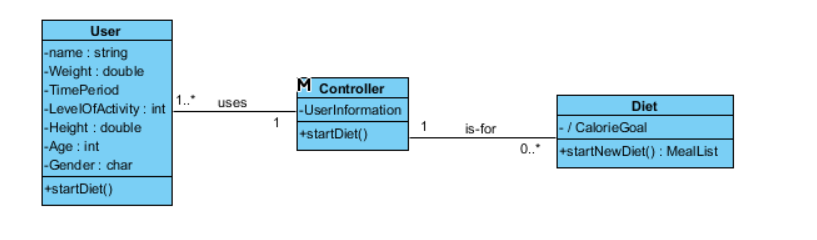 User
-name : string
-Weight : double
-TimePeriod
-LevelOfActivity : int
-Height : double
-Age : int
-Gender : char
+startDiet()
1..*
uses
1
M
Controller
-UserInformation
+startDiet()
1
is-for
0..*
Diet
- / CalorieGoal
+startNewDiet() : MealList